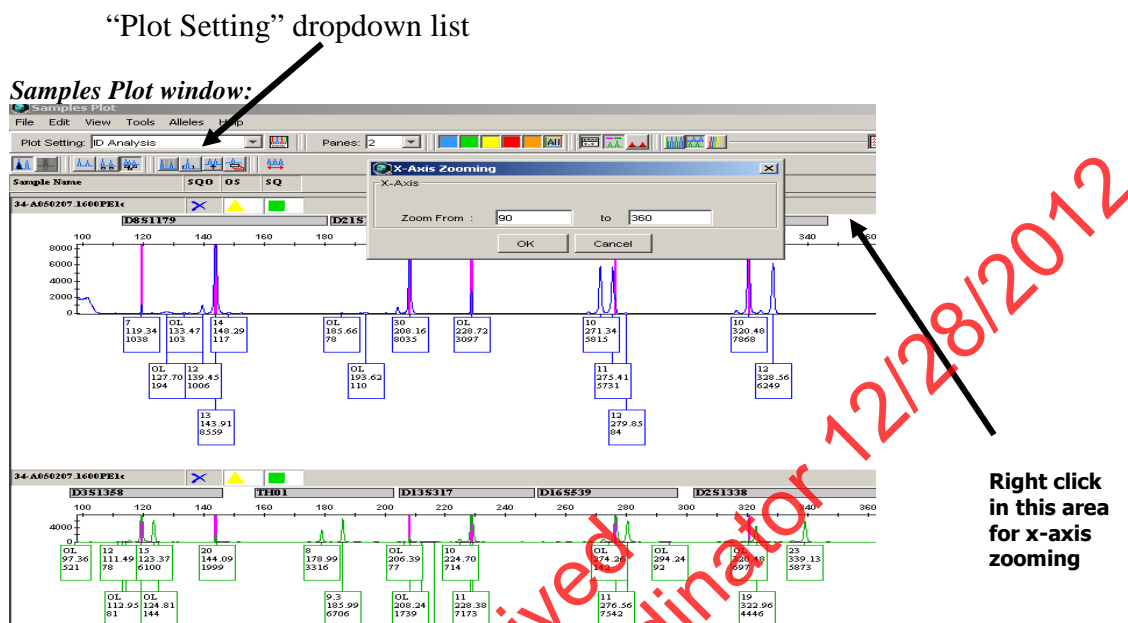 “Plot Setting” dropdown list
Samples Plot window:
Samples Plot
File Edit View Tools Alleles Help
Plot Setting: ID Analysis Panes: 2 All
X-Axis Zooming
X-Axis
Zoom From : 90 to 360
OK Cancel
Sample Name SQO OS SQ
34-A050207.1600PE1c
D8S1179 D21S
100 120 140 160 180 340
8000
6000
4000
2000
7
119.34
1038
OL
133.47
103
14
148.29
117
OL
185.66
78
30
208.16
8035
OL
228.72
3097
10
271.34
5815
10
320.48
7868
OL
127.70
194
12
139.45
1006
OL
193.62
110
11
275.41
5731
12
328.56
6249
13
143.91
8559
12
279.85
84
34-A050207.1600PE1c
D3S1358 TH01 D13S317 D16S539 D2S1338
100 120 140 160 180 200 220 240 260 280 300 320 340 360
4000
0
OL
97.36
521
12
111.49
78
15
123.37
6100
20
144.09
1999
8
178.99
3316
OL
206.39
77
10
224.70
714
OL
274.26
142
OL
294.24
92
OL
320.48
697
23
339.13
5873
OL
112.95
81
OL
124.81
144
9.3
185.99
6706
OL
208.24
1739
11
228.38
7173
11
276.56
7542
19
322.96
4446
Right click
in this area
for x-axis
zooming
12/28/2012